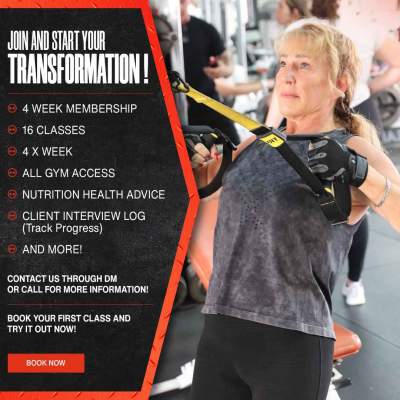 JOIN AND START YOUR
TRANSFORMATION !
4 WEEK MEMBERSHIP
16 CLASSES
4 X WEEK
ALL GYM ACCESS
NUTRITION HEALTH ADVICE
CLIENT INTERVIEW LOG
(Track Progress)
AND MORE!
CONTACT US THROUGH DM
OR CALL FOR MORE INFORMATION!
BOOK YOUR FIRST CLASS AND
TRY IT OUT NOW!
BOOK NOW